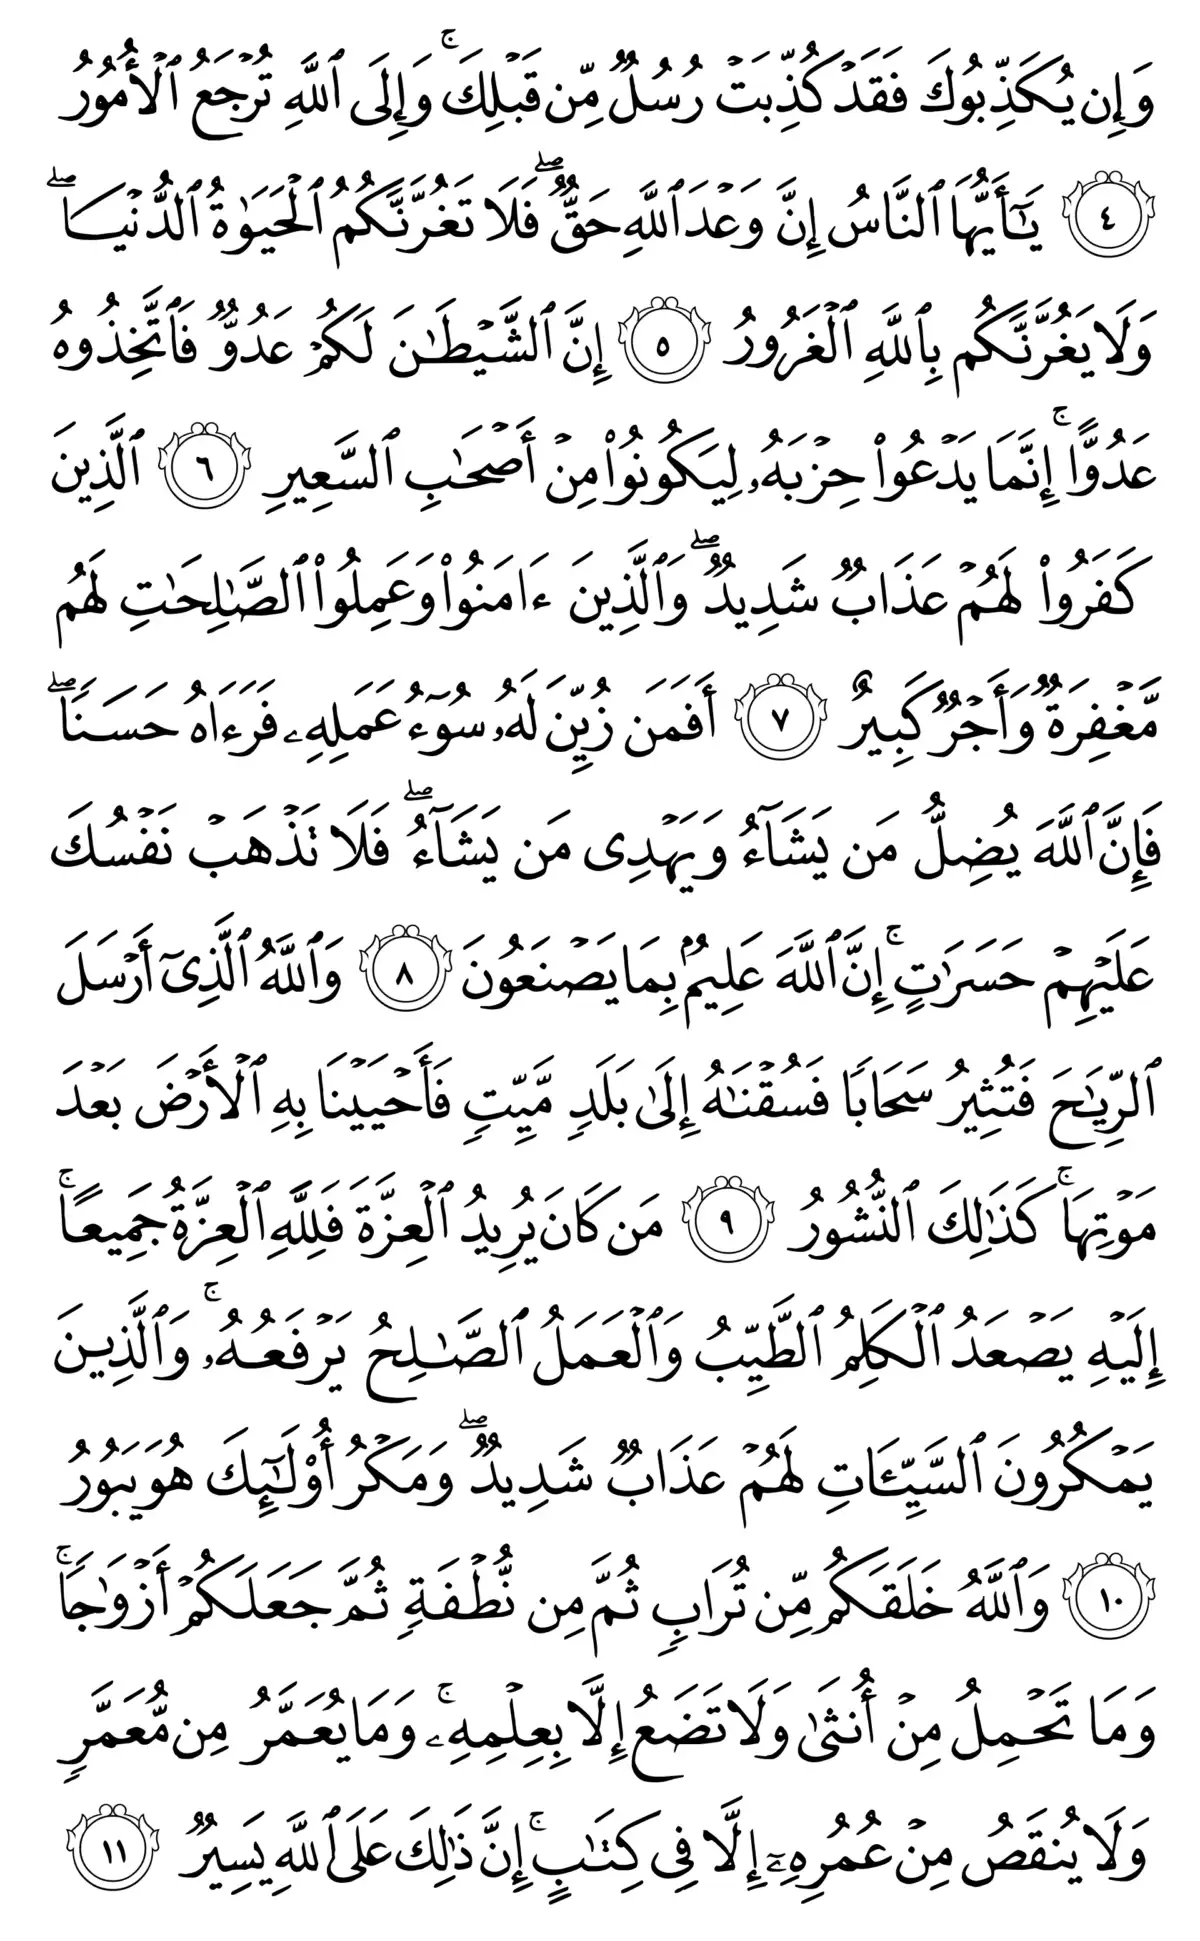 وَإِن يُكَذِّبُوكَ فَقَدْ كُذِّبَتْ رُسُلٌ مِّن قَبْلِكَ ۚ وَإِلَى ٱللَّهِ تُرْجَعُ ٱلْأُمُورُ
٤ يَـٰٓأَيُّهَا ٱلنَّاسُ إِنَّ وَعْدَ ٱللَّهِ حَقٌّ ۖ فَلَا تَغُرَّنَّكُمُ ٱلْحَيَوٰةُ ٱلدُّنْيَا ۖ
وَلَا يَغُرَّنَّكُم بِٱللَّهِ ٱلْغَرُورُ ٥ إِنَّ ٱلشَّيْطَـٰنَ لَكُمْ عَدُوٌّ فَٱتَّخِذُوهُ
عَدُوًّا ۚ إِنَّمَا يَدْعُوا۟ حِزْبَهُۥ لِيَكُونُوا۟ مِنْ أَصْحَـٰبِ ٱلسَّعِيرِ ٦ ٱلَّذِينَ
كَفَرُوا۟ لَهُمْ عَذَابٌ شَدِيدٌ ۖ وَٱلَّذِينَ ءَامَنُوا۟ وَعَمِلُوا۟ ٱلصَّـٰلِحَـٰتِ لَهُم
مَّغْفِرَةٌ وَأَجْرٌ كَبِيرٌ ٧ أَفَمَن زُيِّنَ لَهُۥ سُوٓءُ عَمَلِهِۦ فَرَءَاهُ حَسَنًا ۖ
فَإِنَّ ٱللَّهَ يُضِلُّ مَن يَشَآءُ وَيَهْدِى مَن يَشَآءُ ۖ فَلَا تَذْهَبْ نَفْسُكَ
عَلَيْهِمْ حَسَرَٰتٍ ۚ إِنَّ ٱللَّهَ عَلِيمٌۢ بِمَا يَصْنَعُونَ ٨ وَٱللَّهُ ٱلَّذِىٓ أَرْسَلَ
ٱلرِّيَـٰحَ فَتُثِيرُ سَحَابًا فَسُقْنَـٰهُ إِلَىٰ بَلَدٍ مَّيِّتٍ فَأَحْيَيْنَا بِهِ ٱلْأَرْضَ بَعْدَ
مَوْتِهَا ۚ كَذَٰلِكَ ٱلنُّشُورُ ٩ مَن كَانَ يُرِيدُ ٱلْعِزَّةَ فَلِلَّهِ ٱلْعِزَّةُ جَمِيعًا ۚ
إِلَيْهِ يَصْعَدُ ٱلْكَلِمُ ٱلطَّيِّبُ وَٱلْعَمَلُ ٱلصَّـٰلِحُ يَرْفَعُهُۥ ۚ وَٱلَّذِينَ
يَمْكُرُونَ ٱلسَّيِّـَٔاتِ لَهُمْ عَذَابٌ شَدِيدٌ ۖ وَمَكْرُ أُو۟لَـٰٓئِكَ هُوَ يَبُورُ
١٠ وَٱللَّهُ خَلَقَكُم مِّن تُرَابٍ ثُمَّ مِن نُّطْفَةٍ ثُمَّ جَعَلَكُمْ أَزْوَٰجًا ۚ
وَمَا تَحْمِلُ مِنْ أُنثَىٰ وَلَا تَضَعُ إِلَّا بِعِلْمِهِۦ ۚ وَمَا يُعَمَّرُ مِن مُّعَمَّرٍ
وَلَا يُنقَصُ مِنْ عُمُرِهِۦٓ إِلَّا فِى كِتَـٰبٍ ۚ إِنَّ ذَٰلِكَ عَلَى ٱللَّهِ يَسِيرٌ ١١